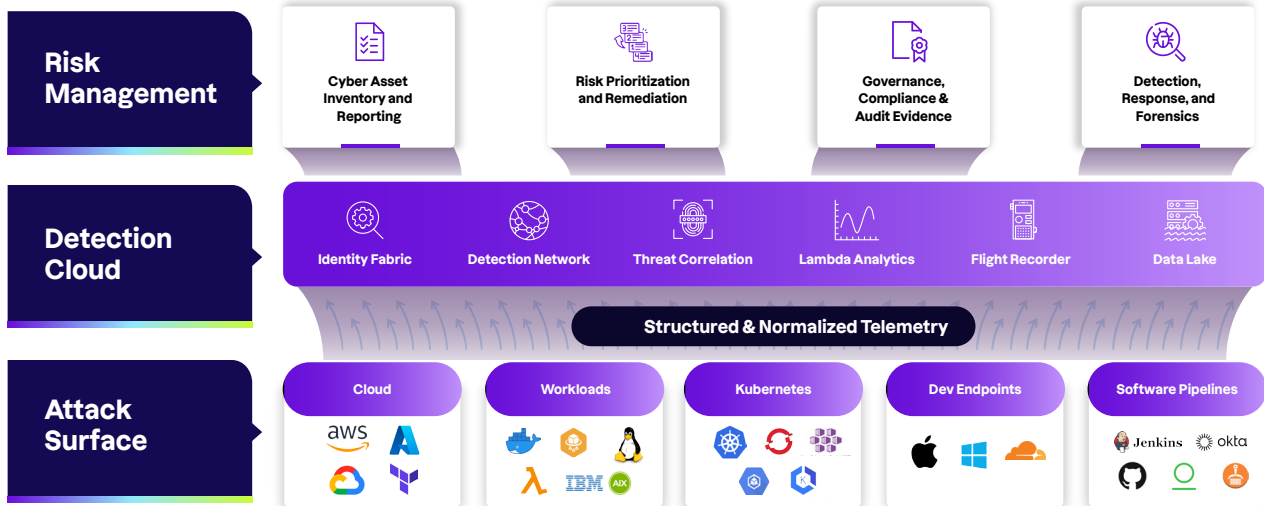 Risk
Management
Cyber Asset
Inventory and
Reporting
Risk Prioritization
and Remediation
Governance,
Compliance &
Audit Evidence
Detection,
Response, and
Forensics
Detection
Cloud
Identity Fabric
Detection Network
Threat Correlation
Lambda Analytics
Flight Recorder
Data Lake
Structured & Normalized Telemetry
Attack
Surface
Cloud
Workloads
Kubernetes
Dev Endpoints
Software Pipelines
aws
IBM
AIX
K
Jenkins
okta